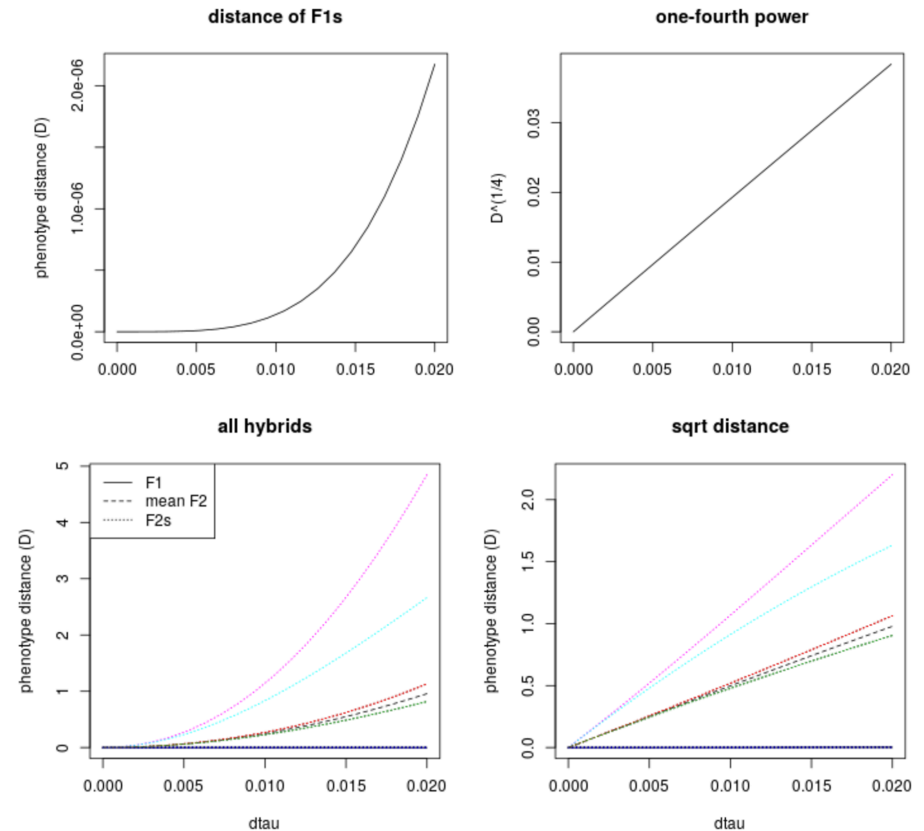 distance of F1s
phenotype distance (D)
0.0e+00
1.0e-06
2.0e-06
0.000 0.005 0.010 0.015 0.020
one-fourth power
D^(1/4)
0.00
0.01
0.02
0.03
0.000 0.005 0.010 0.015 0.020
all hybrids
phenotype distance (D)
5
4
3
2
1
0
F1
mean F2
F2s
0.000 0.005 0.010 0.015 0.020
dtau
sqrt distance
phenotype distance (D)
2.0
1.5
1.0
0.5
0.0
0.000 0.005 0.010 0.015 0.020
dtau